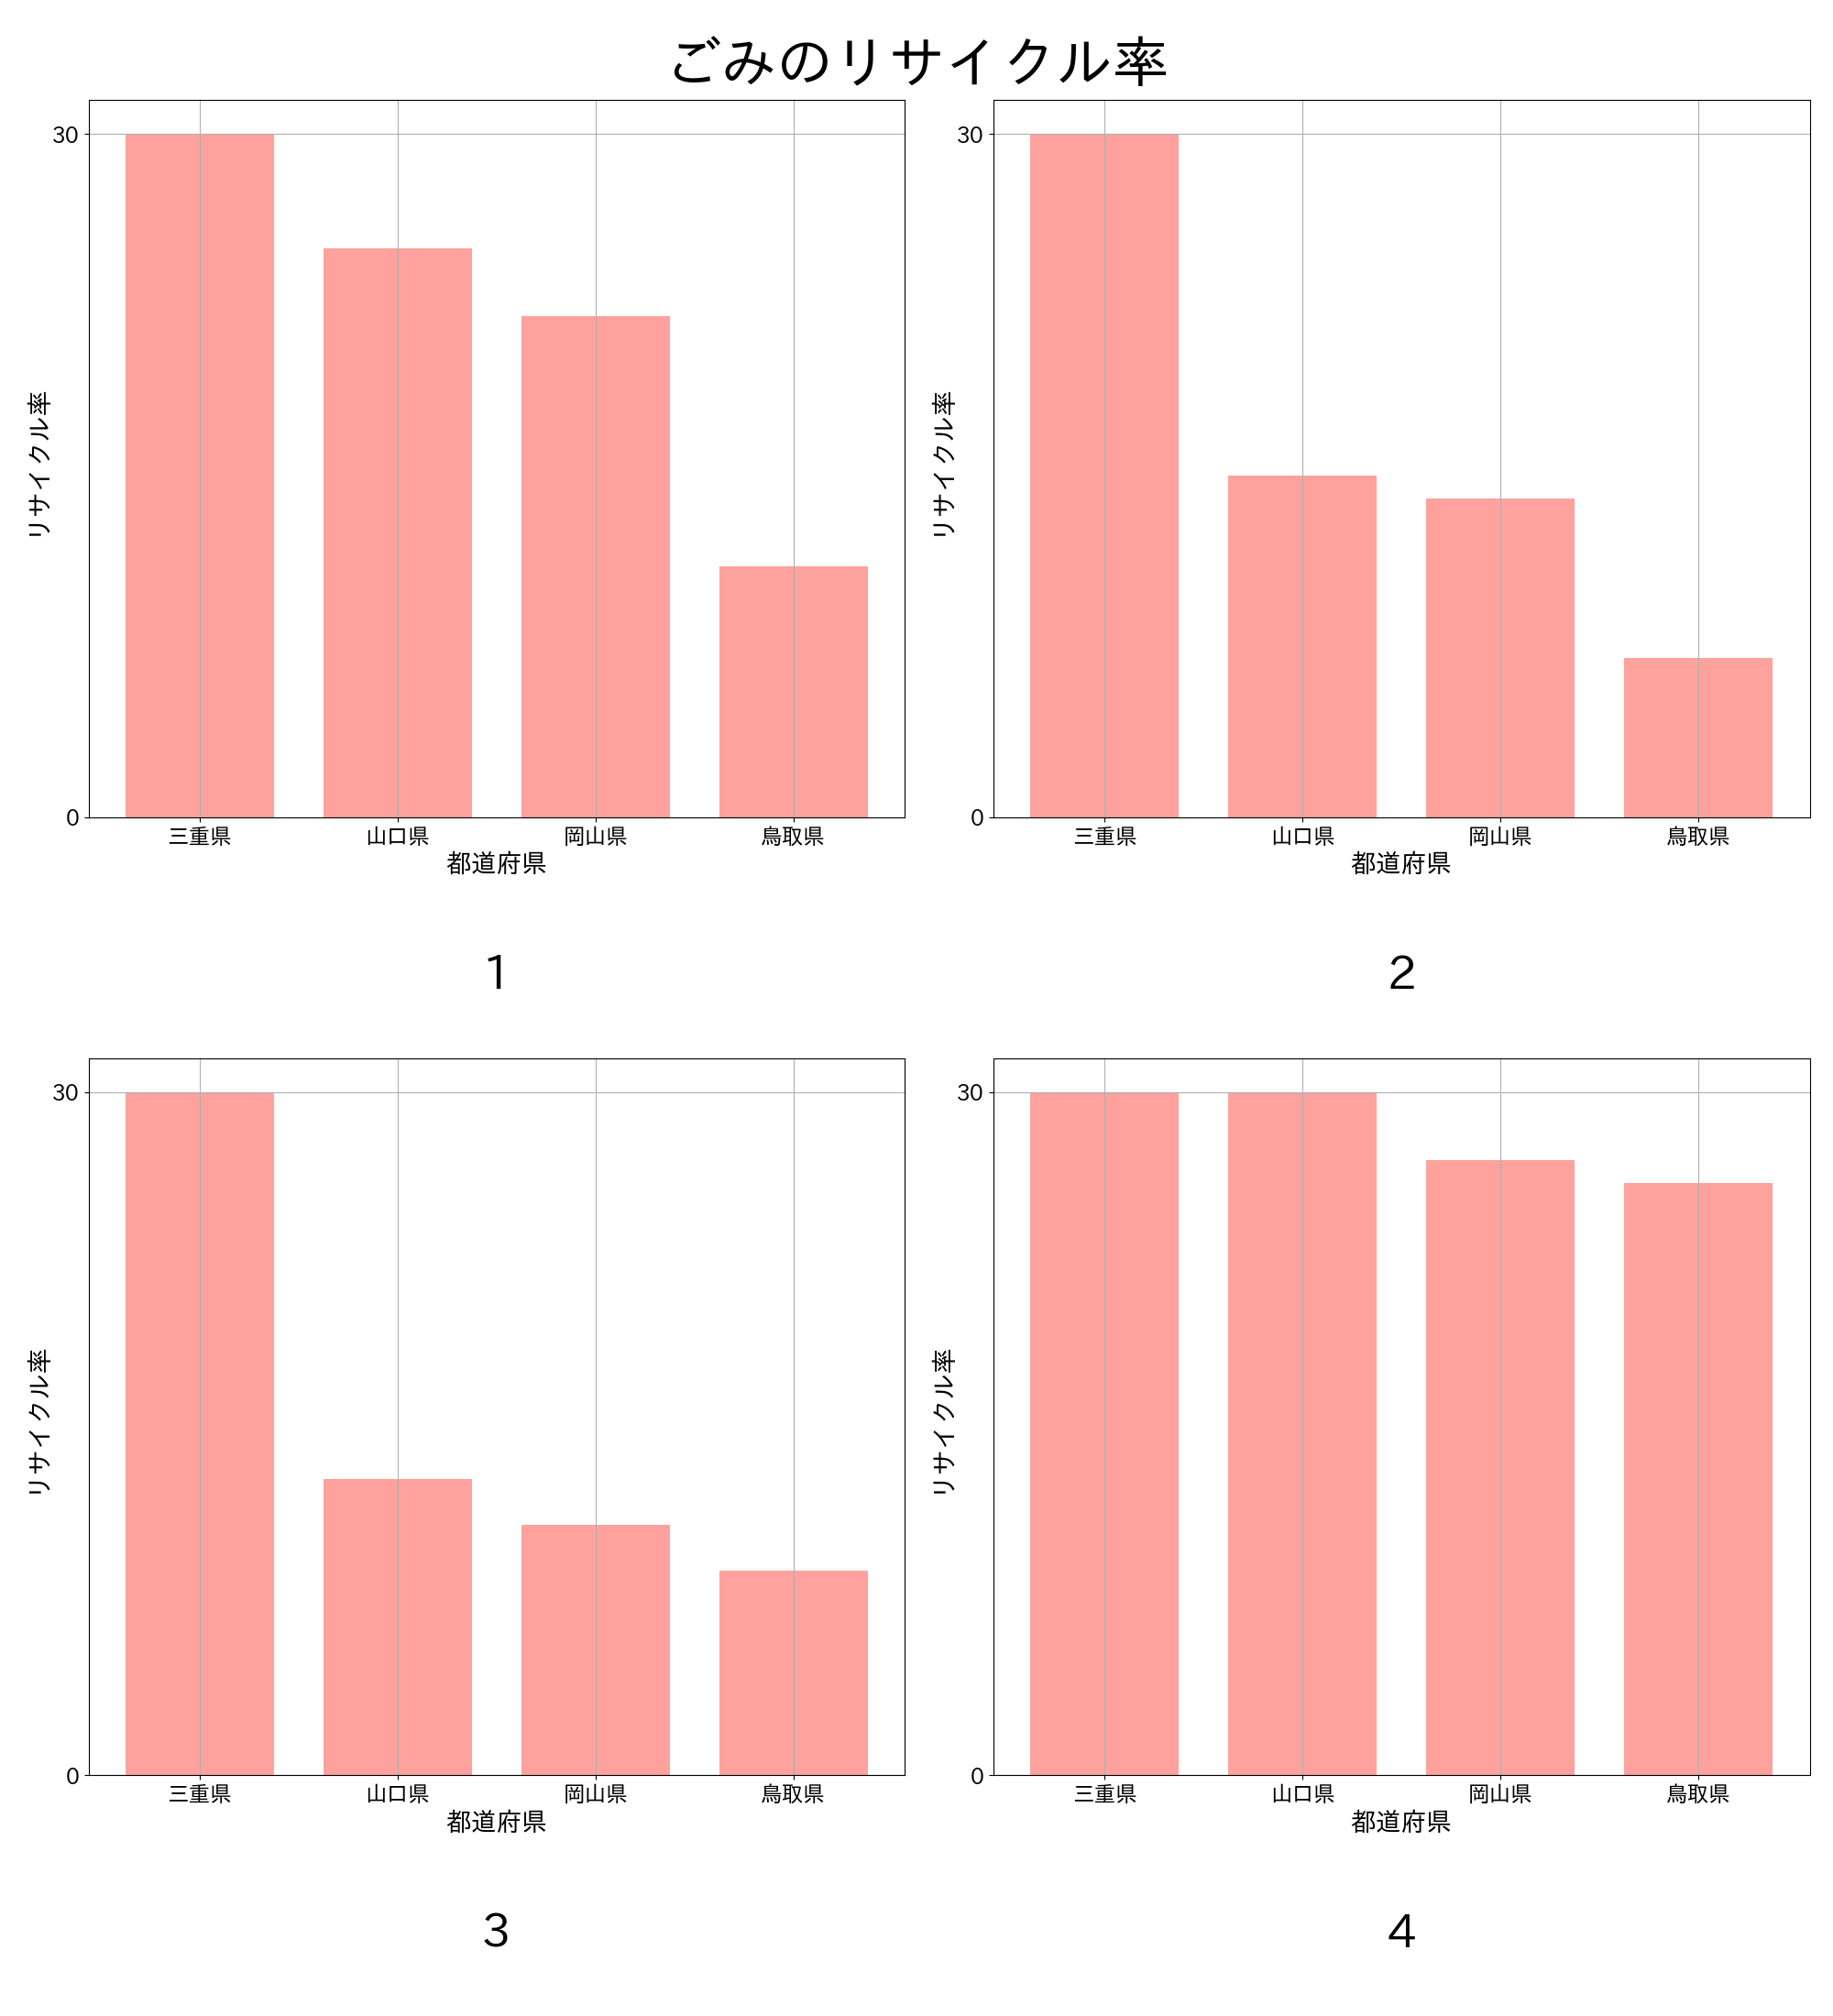 ごみのリサイクル率
30
0
リサイクル率
三重県 山口県 岡山県 鳥取県
都道府県
1
30
0
リサイクル率
三重県 山口県 岡山県 鳥取県
都道府県
2
30
0
リサイクル率
三重県 山口県 岡山県 鳥取県
都道府県
3
30
0
リサイクル率
三重県 山口県 岡山県 鳥取県
都道府県
4